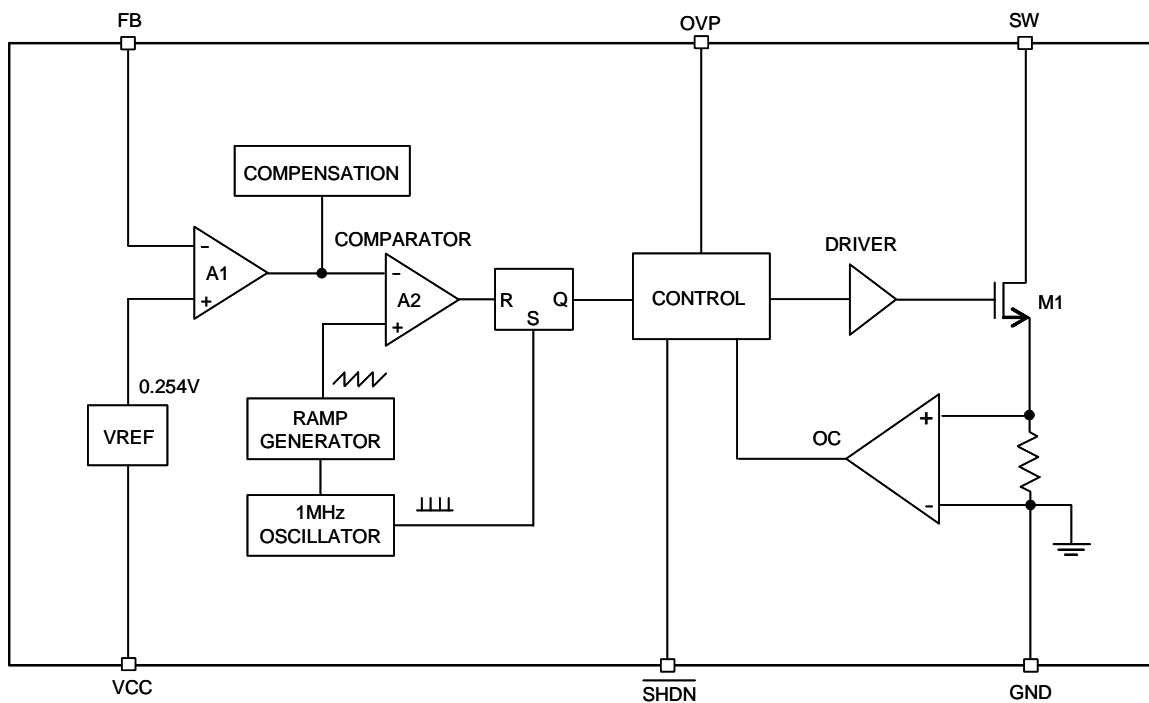 FB
OVP
SW
COMPENSATION
COMPARATOR
DRIVER
-
A1
+
-
A2
+
R
Q
S
CONTROL
M1
0.254V
VREF
RAMP
GENERATOR
OC
+
-
1MHz
OSCILLATOR
VCC
SHDN
GND